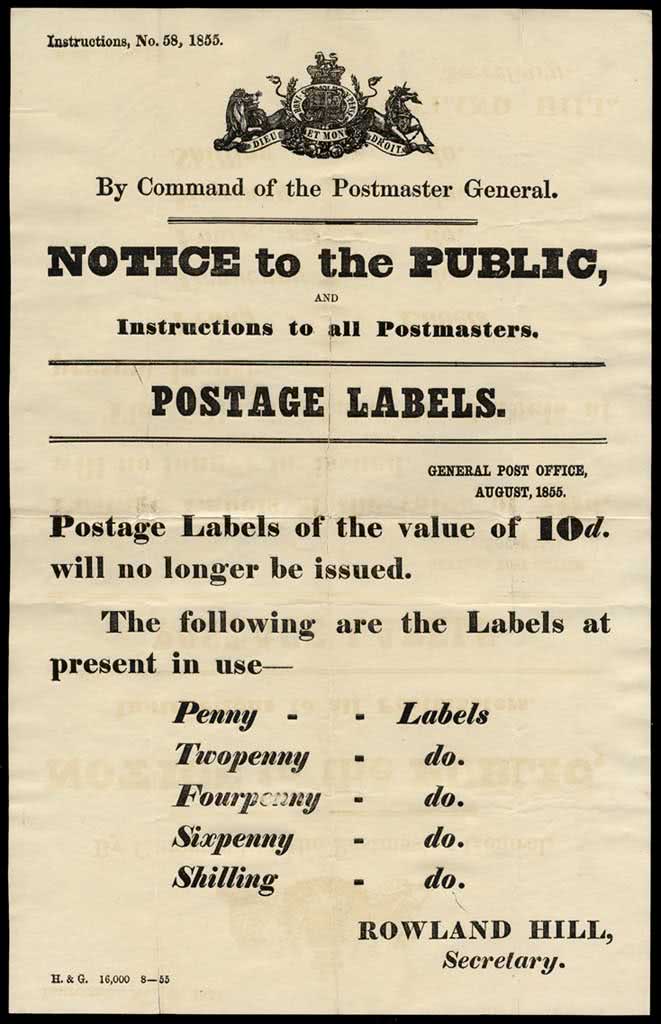 Instructions, No. 58, 1855.
DIEU ET MON DROIT
By Command of the Postmaster General.
NOTICE to the PUBLIC,
AND
Instructions to all Postmasters.
POSTAGE LABELS.
GENERAL POST OFFICE,
AUGUST, 1855.
Postage Labels of the value of 10d.
will no longer be issued.
The following are the Labels at
present in use—
Penny - - Labels
Twopenny - do.
Fourpenny - do.
Sixpenny - do.
Shilling - do.
ROWLAND HILL,
Secretary.
H. & G. 16,000 8—55